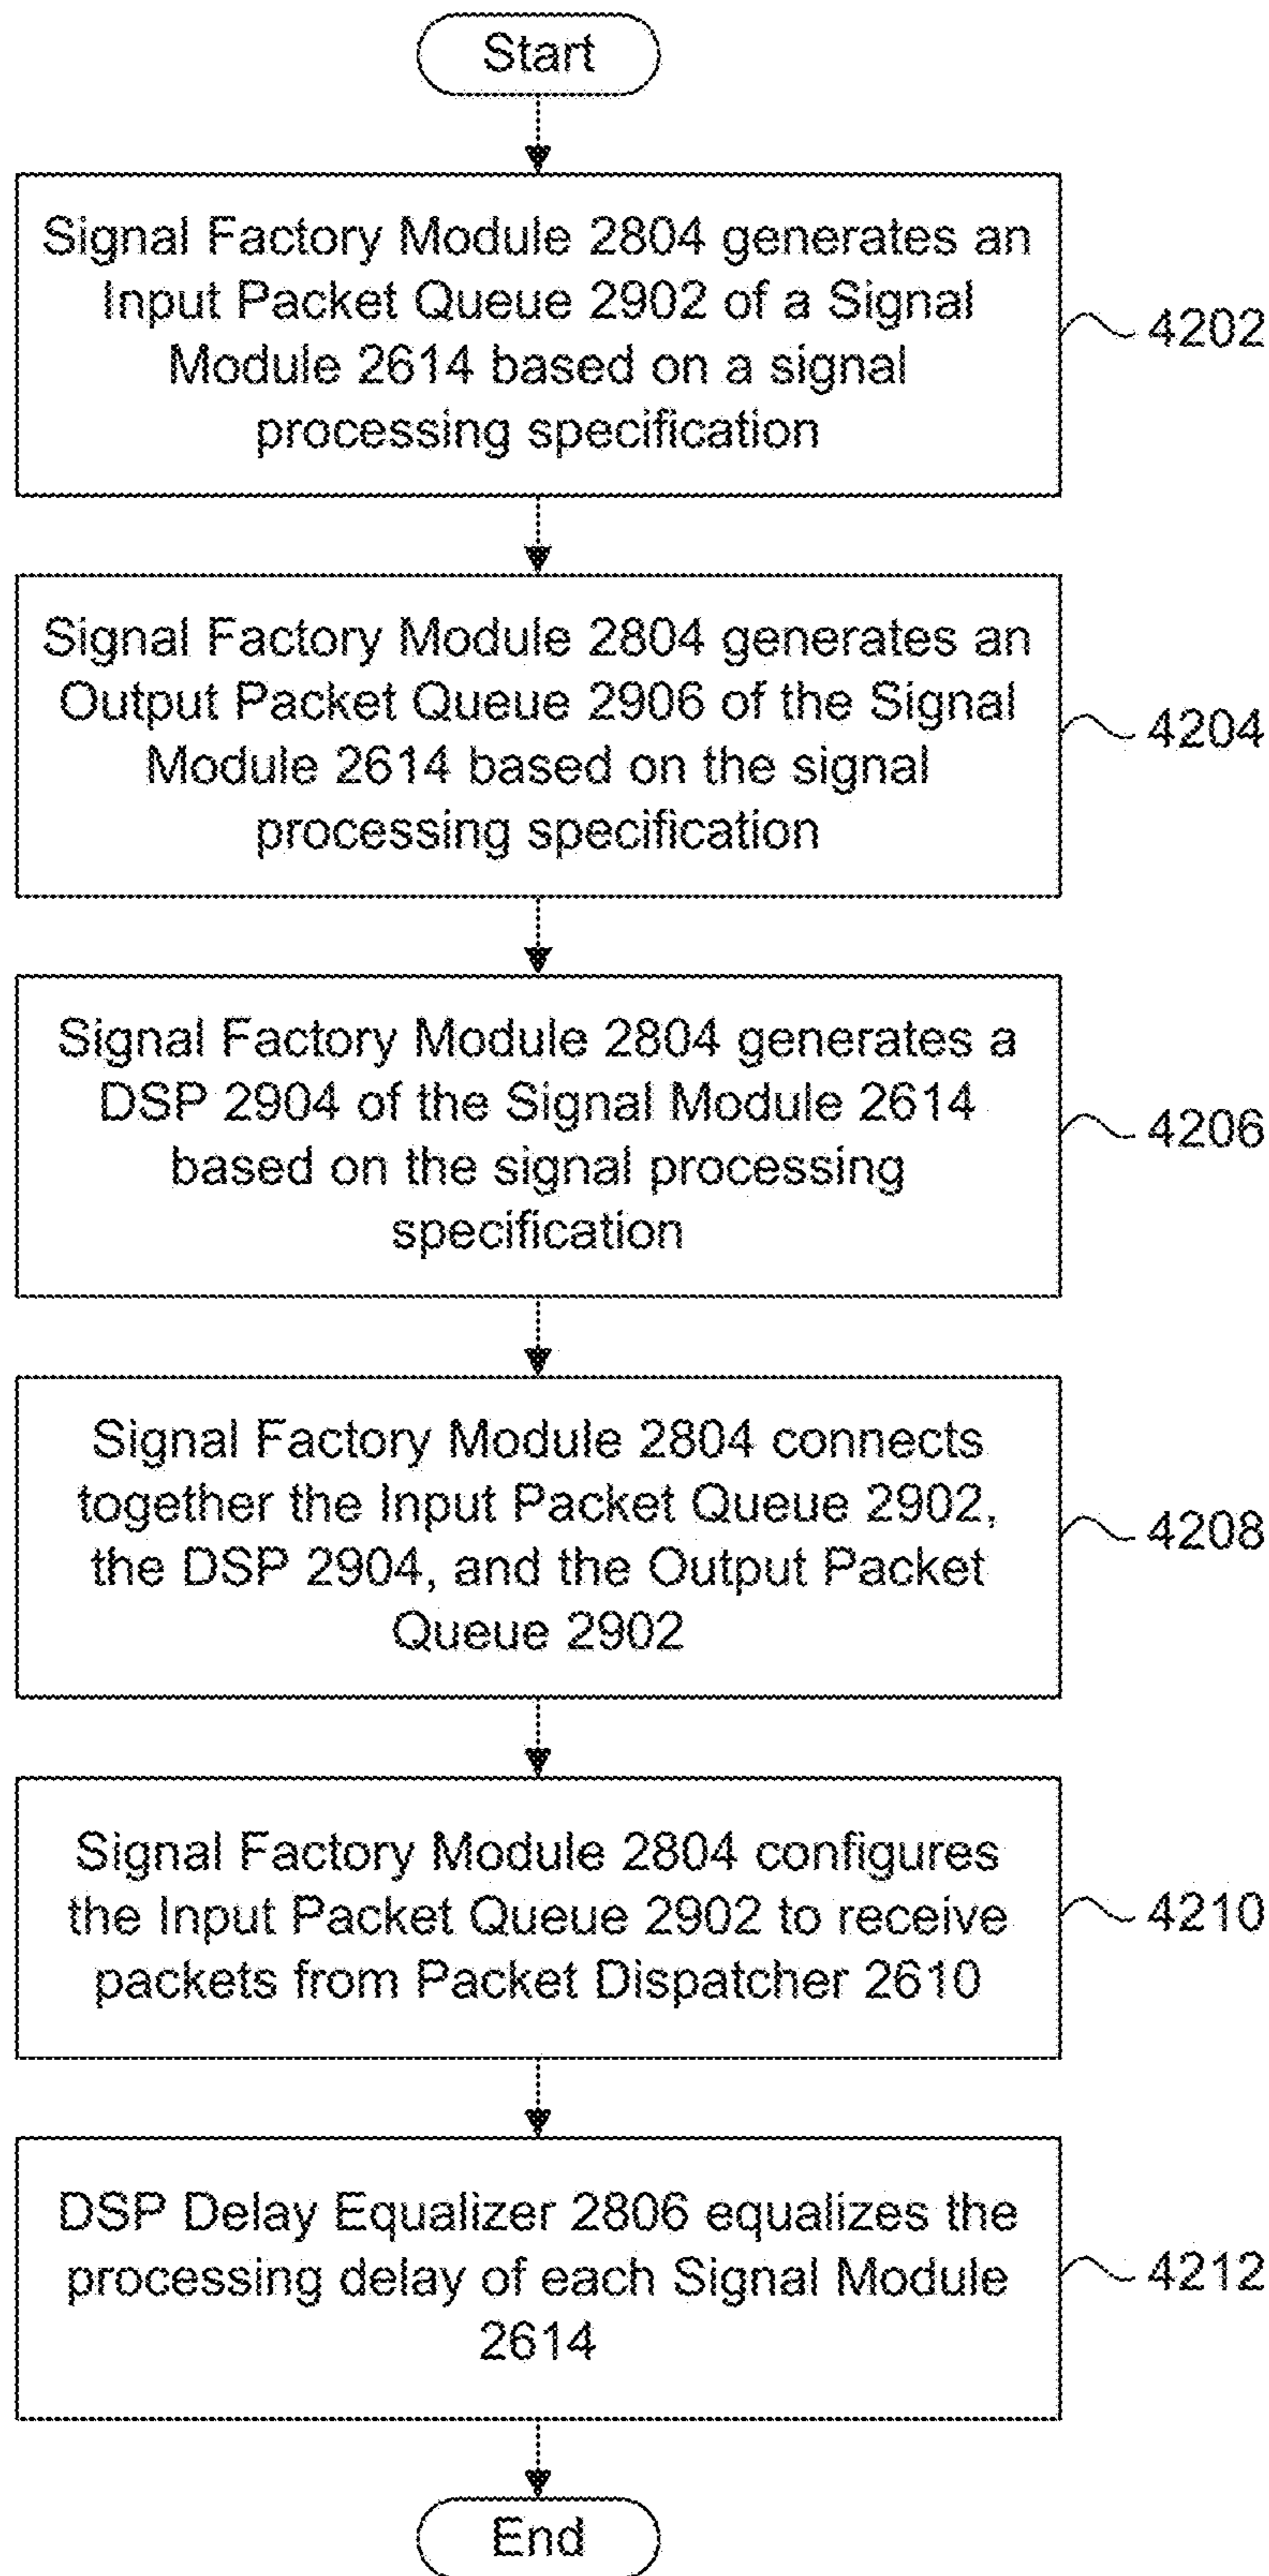 Start
Signal Factory Module 2804 generates an
Input Packet Queue 2902 of a Signal
Module 2614 based on a signal
processing specification
4202
Signal Factory Module 2804 generates an
Output Packet Queue 2906 of the Signal
Module 2614 based on the signal
processing specification
4204
Signal Factory Module 2804 generates a
DSP 2904 of the Signal Module 2614
based on the signal processing
specification
4206
Signal Factory Module 2804 connects
together the Input Packet Queue 2902,
the DSP 2904, and the Output Packet
Queue 2902
4208
Signal Factory Module 2804 configures
the Input Packet Queue 2902 to receive
packets from Packet Dispatcher 2610
4210
DSP Delay Equalizer 2806 equalizes the
processing delay of each Signal Module
2614
4212
End